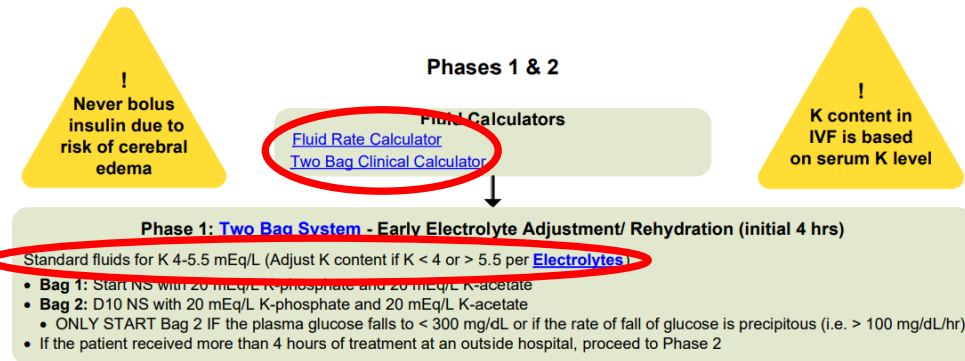 !
Never bolus
insulin due to
risk of cerebral
edema
Phases 1 & 2
!
K content in
IVF is based
on serum K level
Fluid Calculators
Fluid Rate Calculator
Two Bag Clinical Calculator
Phase 1: Two Bag System - Early Electrolyte Adjustment/ Rehydration (initial 4 hrs)
Standard fluids for K 4-5.5 mEq/L (Adjust K content if K < 4 or > 5.5 per Electrolytes)
• Bag 1: Start NS with 20 mEq/L K-phosphate and 20 mEq/L K-acetate
• Bag 2: D10 NS with 20 mEq/L K-phosphate and 20 mEq/L K-acetate
• ONLY START Bag 2 IF the plasma glucose falls to < 300 mg/dL or if the rate of fall of glucose is precipitous (i.e. > 100 mg/dL/hr)
• If the patient received more than 4 hours of treatment at an outside hospital, proceed to Phase 2